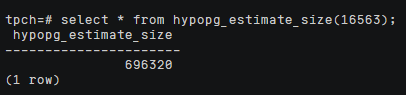 tpch=# select * from hypopg_estimate_size(16563);
 hypopg_estimate_size
----------------------
               696320
(1 row)